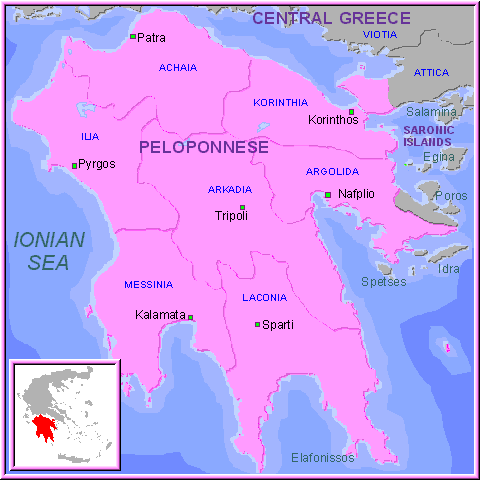 CENTRAL GREECE
VIOTIA
Patra
ACHAIA
ATTICA
KORINTHIA
Korinthos
Salamina
SARONIC
ISLANDS
ILIA
PELOPONNESE
Egina
Pyrgos
ARGOLIDA
ARKADIA
Nafplio
Poros
Tripoli
IONIAN
SEA
Idra
Spetses
MESSINIA
LACONIA
Kalamata
Sparti
Elafonissos